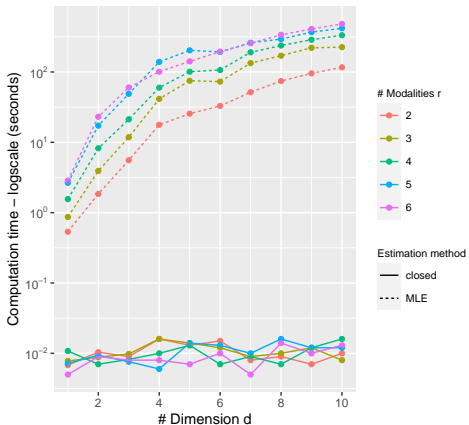 Computation time − logscale (seconds)
10²
10¹
10⁰
10⁻¹
10⁻²
2
4
6
8
10
# Dimension d
# Modalities r
2
3
4
5
6
Estimation method
closed
MLE